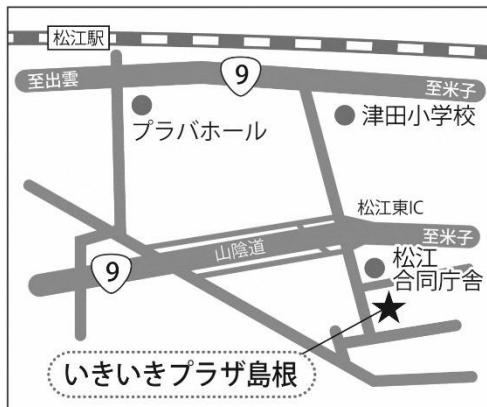 松江駅
9
至出雲
至米子
プラバホール
津田小学校
松江東IC
山陰道
至米子
9
松江
合同庁舎
いきいきプラザ島根